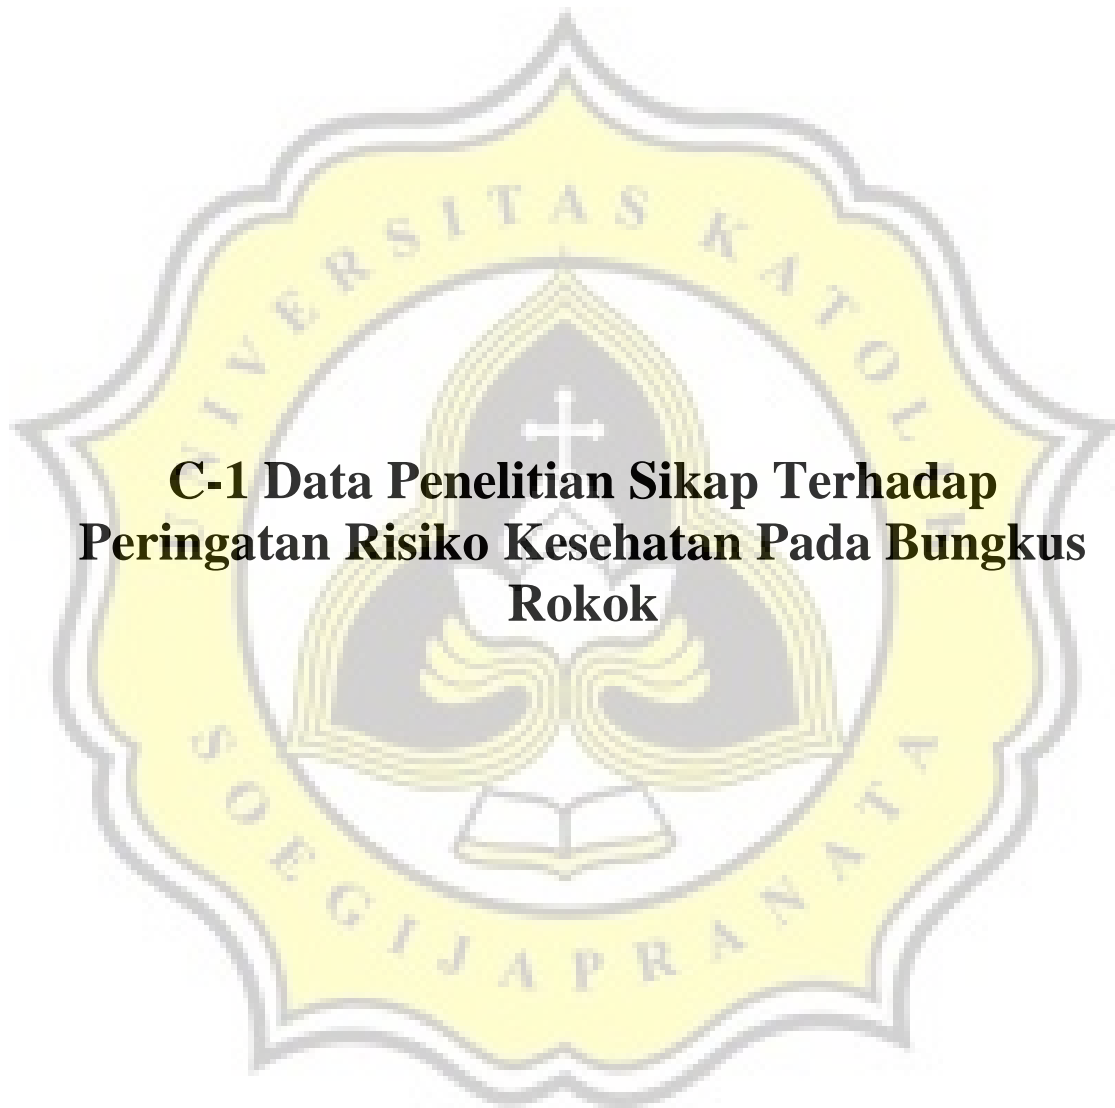 UNIVERSITAS KATOLIK
C-1 Data Penelitian Sikap Terhadap
Peringatan Risiko Kesehatan Pada Bungkus
Rokok
SOEGIJAPRANATA